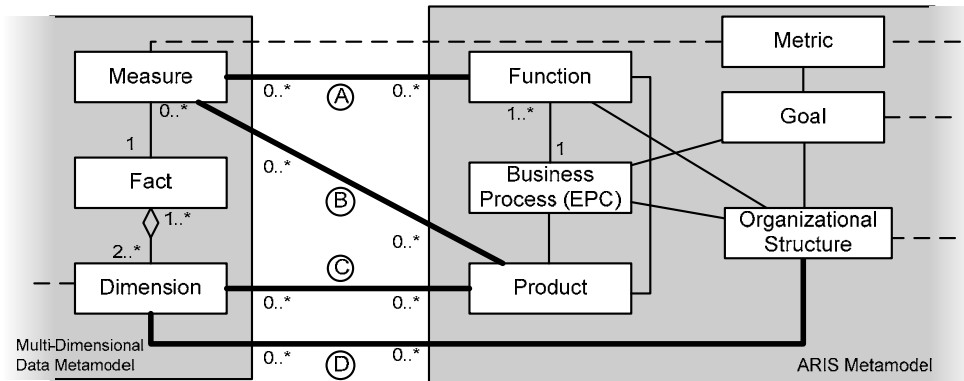 Measure
0..*
1
Fact
1..*
2..*
Dimension
Multi-Dimensional
Data Metamodel
0..*
A
0..*
0..*
B
0..*
C
0..*
0..*
0..*
D
0..*
Function
1..*
1
Business
Process (EPC)
Product
Metric
Goal
Organizational
Structure
ARIS Metamodel